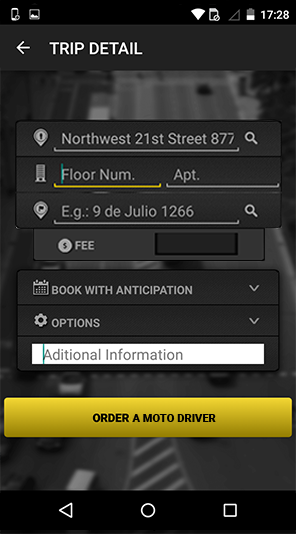 17:28
TRIP DETAIL
Northwest 21st Street 877
Floor Num. Apt.
E.g.: 9 de Julio 1266
$ FEE
BOOK WITH ANTICIPATION
OPTIONS
Aditional Information
ORDER A MOTO DRIVER